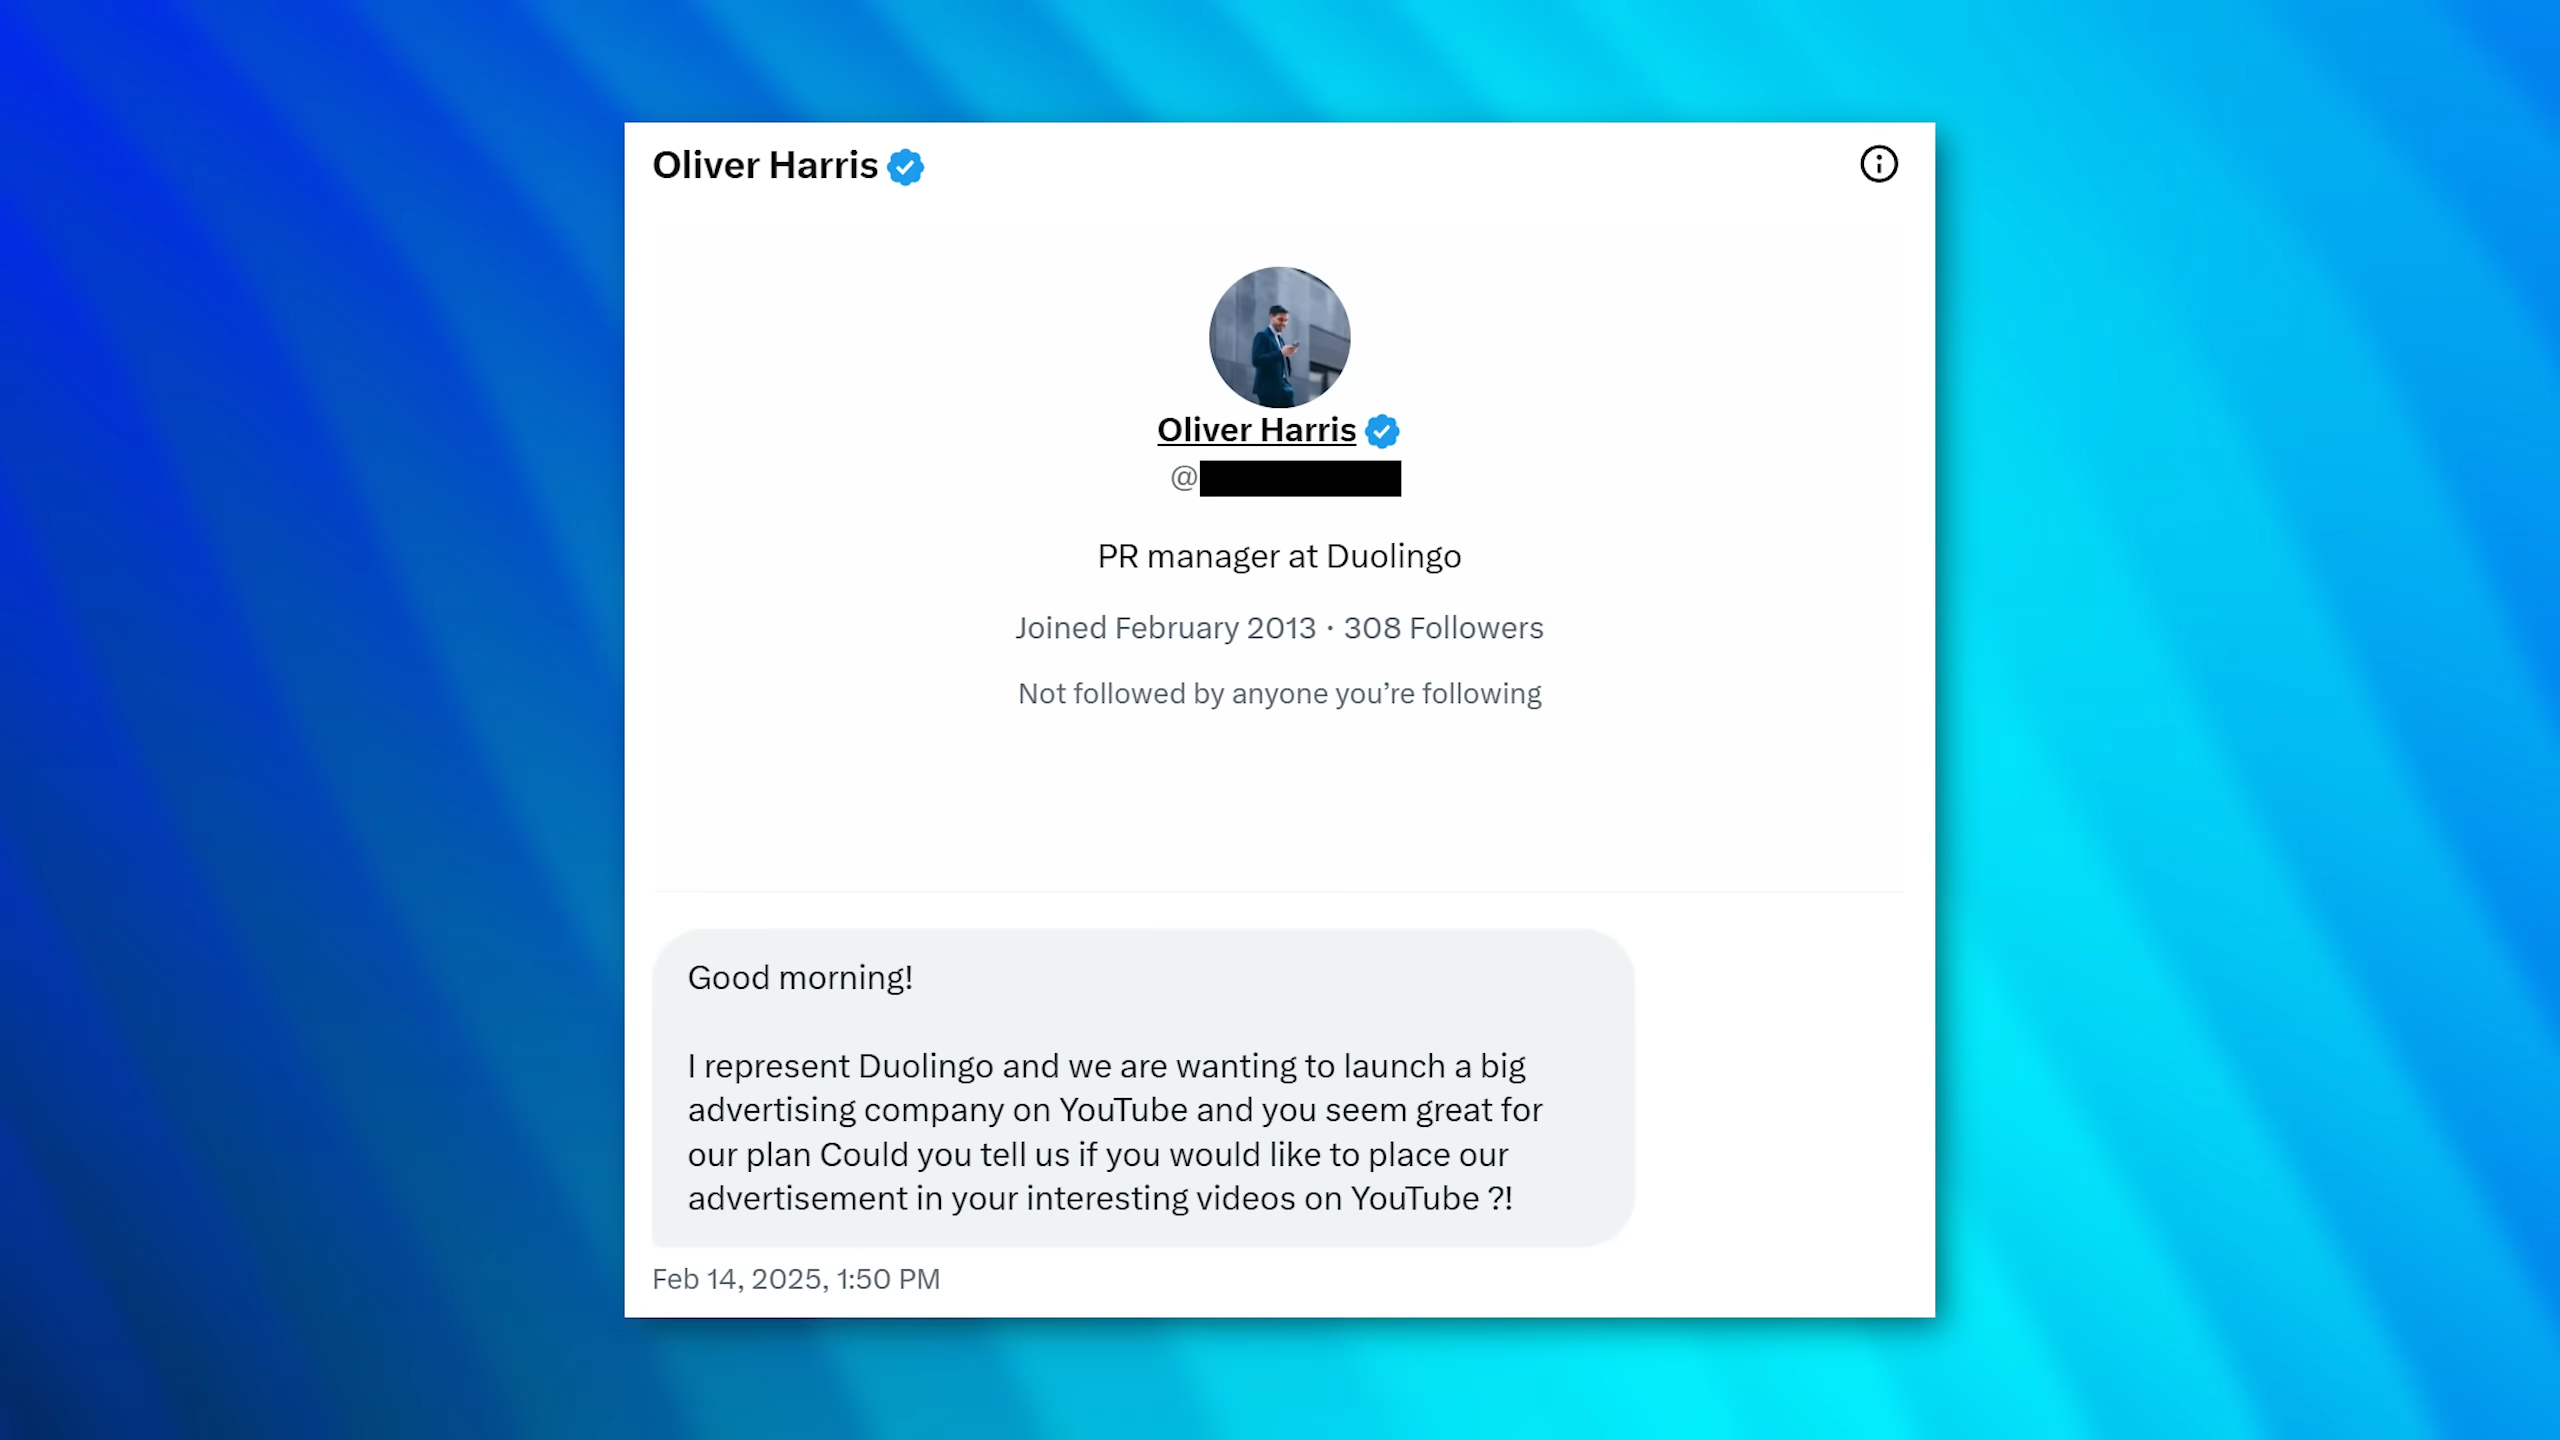 Oliver Harris
Oliver Harris
@
PR manager at Duolingo
Joined February 2013 · 308 Followers
Not followed by anyone you’re following
Good morning!
I represent Duolingo and we are wanting to launch a big
advertising company on YouTube and you seem great for
our plan Could you tell us if you would like to place our
advertisement in your interesting videos on YouTube ?!
Feb 14, 2025, 1:50 PM